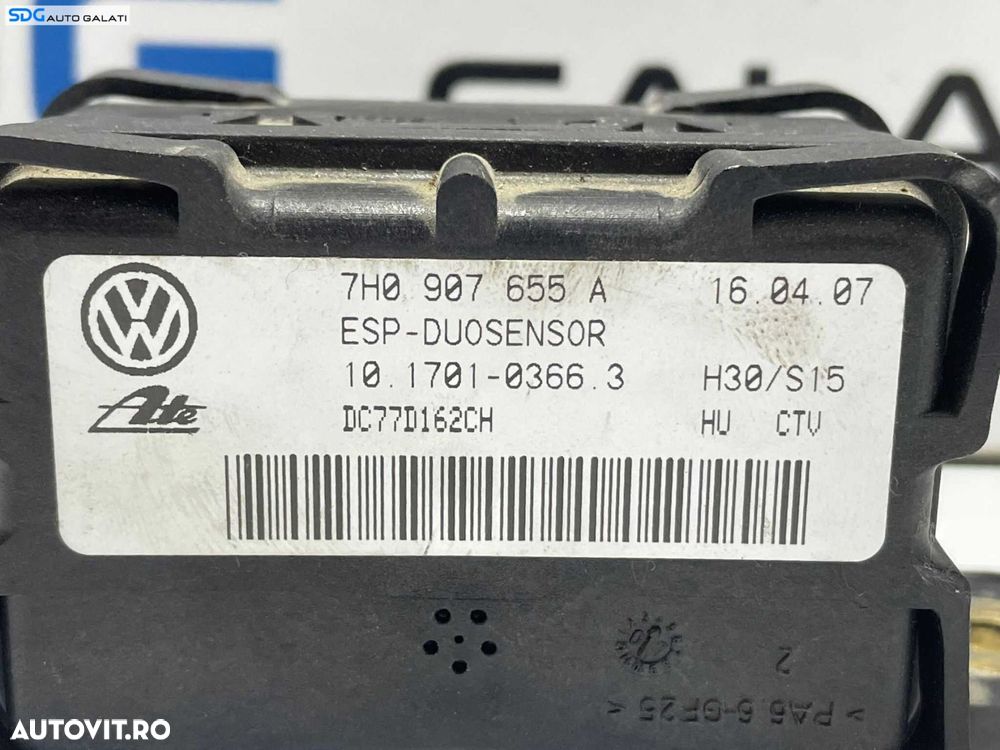 SDG AUTO GALATI
7H0 907 655 A 16.04.07
ESP-DUOSENSOR
10.1701-0366.3 H30/S15
Ate
DC77D162CH HU CTV
2
> PA6.6-GF25 <
AUTOVIT.RO